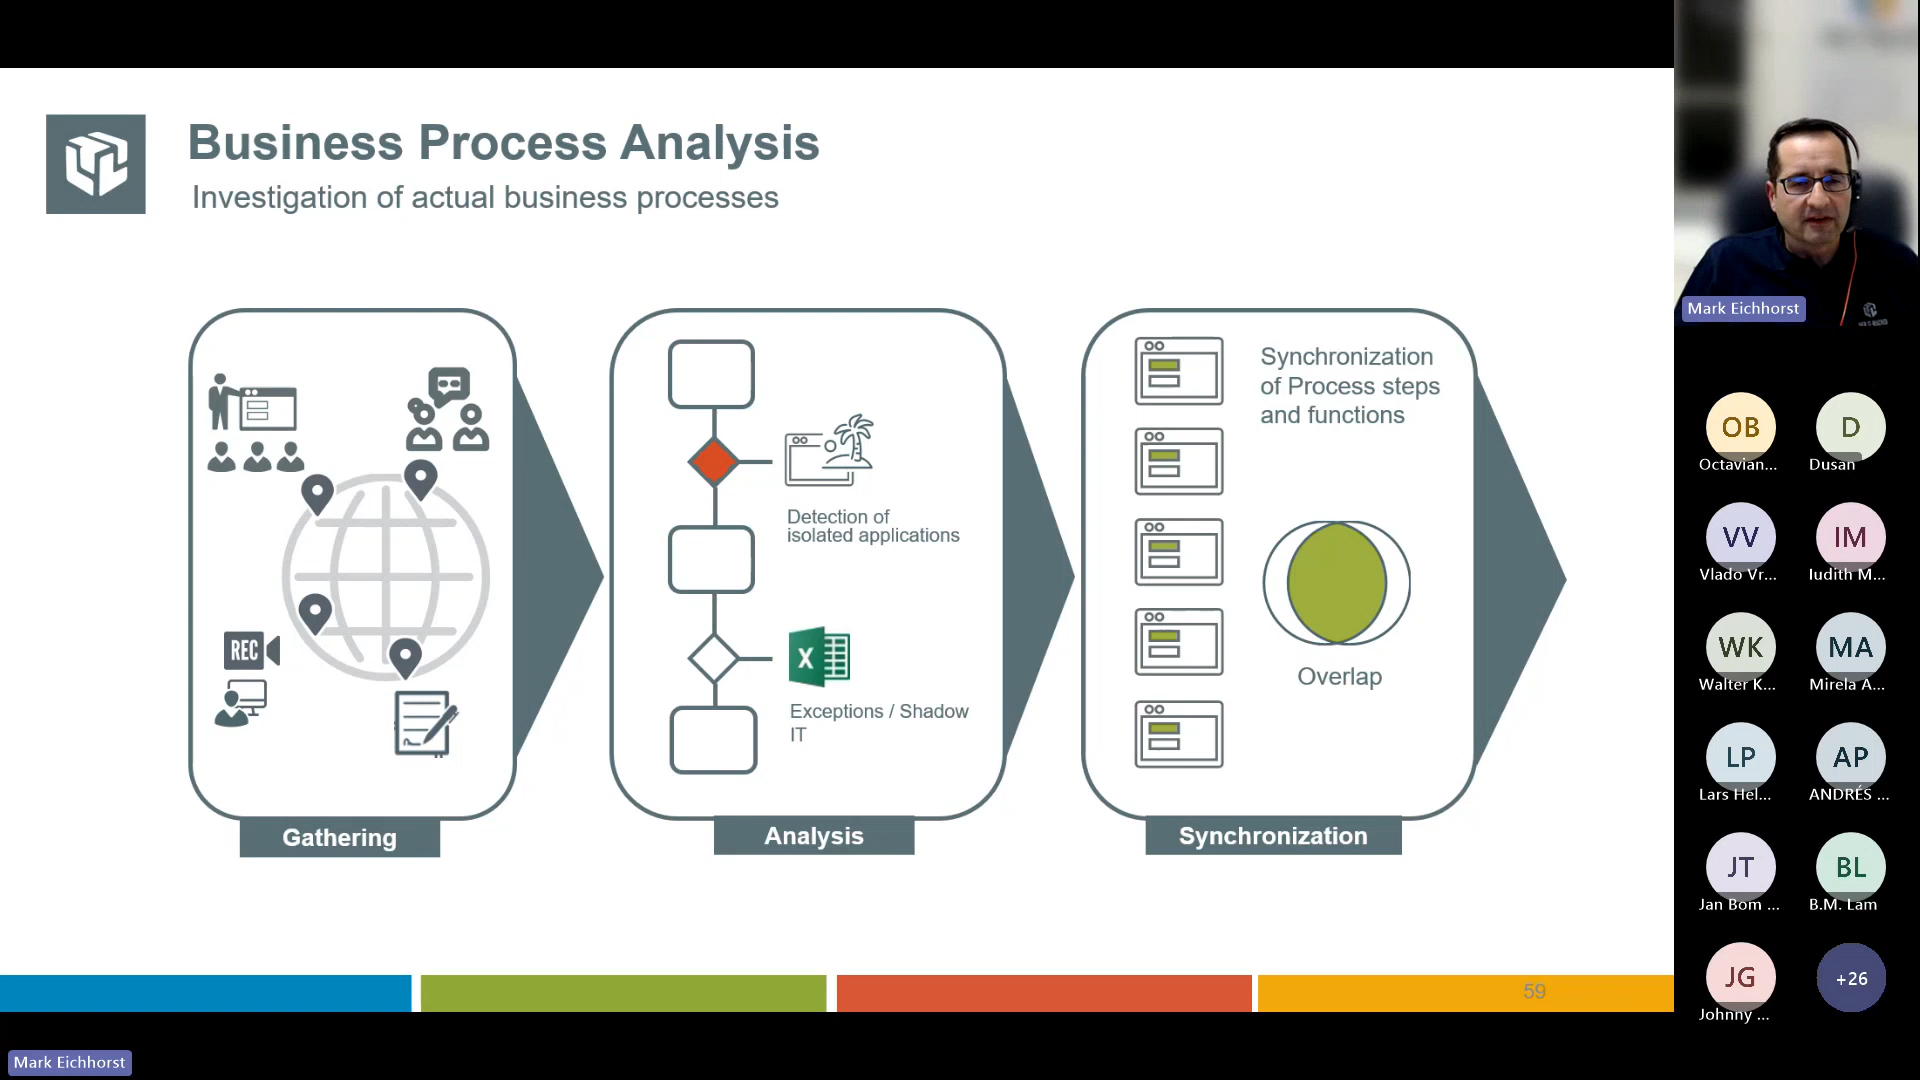 Business Process Analysis
Investigation of actual business processes
REC
Gathering
Detection of
isolated applications
X
Exceptions / Shadow
IT
Analysis
Synchronization
of Process steps
and functions
Overlap
Synchronization
59
Mark Eichhorst
Mark Eichhorst
OB
Octavian...
D
Dusan
VV
Vlado Vr...
IM
Iudith M...
WK
Walter K...
MA
Mirela A...
LP
Lars Hel...
AP
ANDRÉS ...
JT
Jan Bom ...
BL
B.M. Lam
JG
Johnny ...
+26